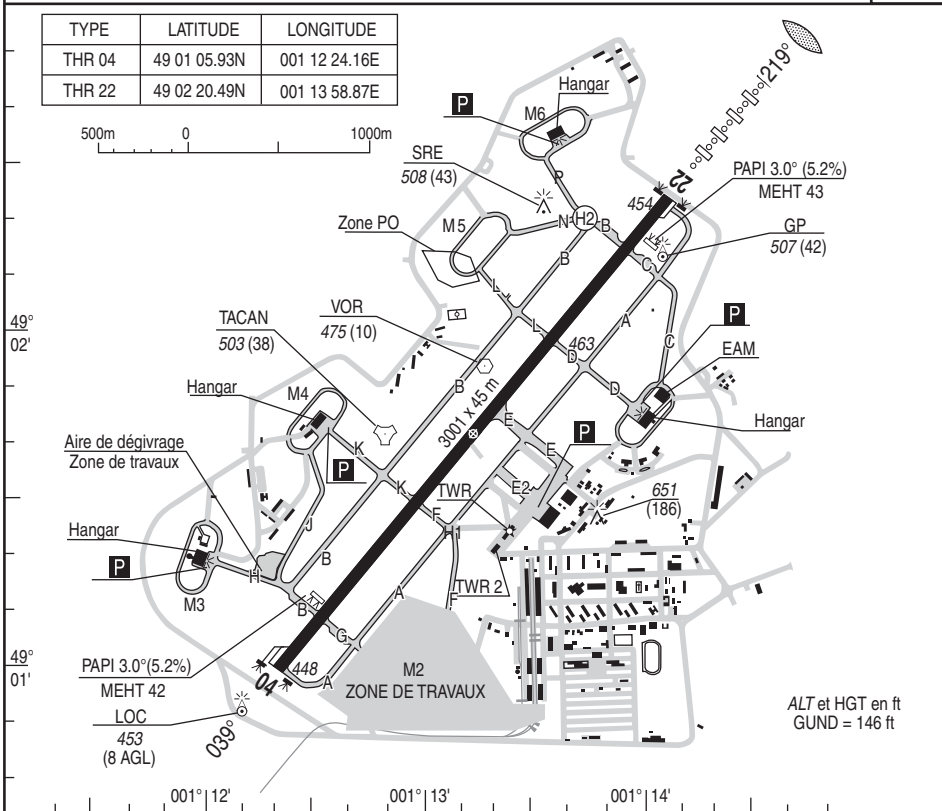 TYPE LATITUDE LONGITUDE
THR 04 49 01 05.93N 001 12 24.16E
THR 22 49 02 20.49N 001 13 58.87E
500m 0 1000m
219°
Hangar
P
M6
SRE
508 (43)
P
22
PAPI 3.0° (5.2%)
MEHT 43
454
GP
507 (42)
Zone PO
M5
N
H2
B
B
C
L
A
49°
02'
VOR
475 (10)
TACAN
503 (38)
L
463
D
C
P
EAM
D
B
Hangar
M4
Hangar
3001 x 45 m
E
P
E
Aire de dégivrage
Zone de travaux
K
P
K
TWR
E2
651
(186)
F
H1
J
Hangar
P
B
H
TWR 2
M3
B
A
F
G
49°
01'
PAPI 3.0°(5.2%)
MEHT 42
448
A
M2
ZONE DE TRAVAUX
04
LOC
453
(8 AGL)
039°
ALT et HGT en ft
GUND = 146 ft
001° 12' 001° 13' 001° 14'